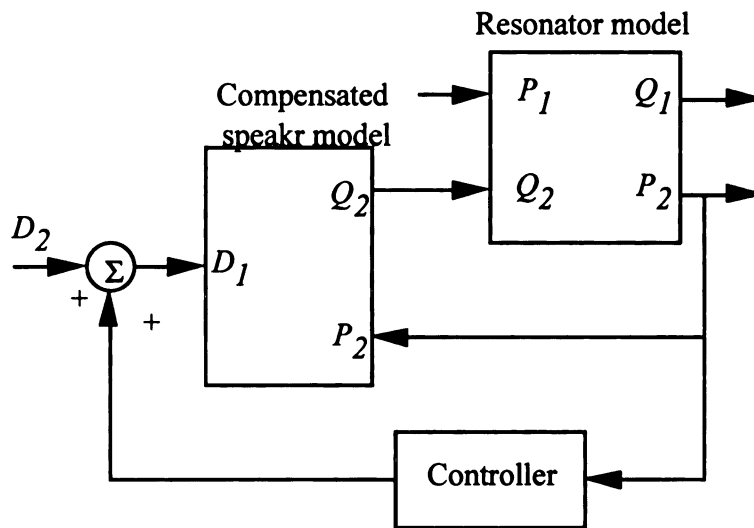 Resonator model
Compensated
speakr model
P1
Q1
Q2
P2
Q2
D2
Σ
D1
+
+
P2
Controller